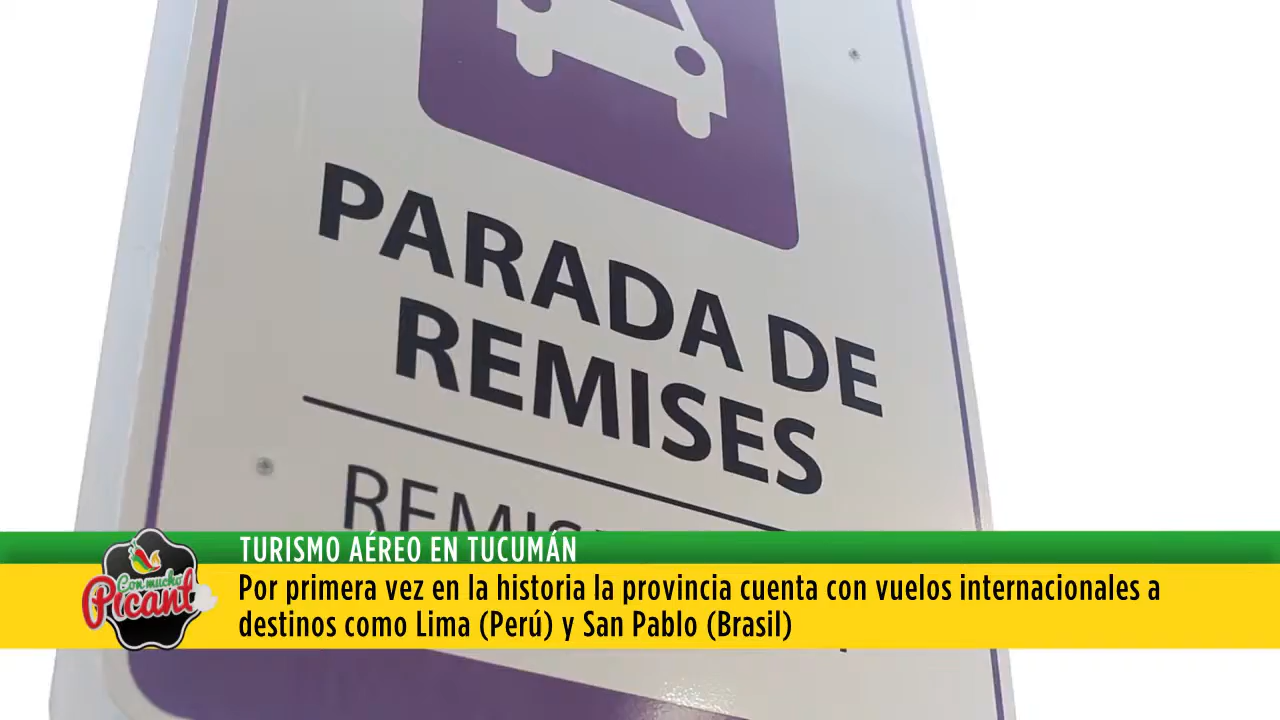 PARADA DE
REMISES
TURISMO AÉREO EN TUCUMÁN
Con mucho
Picante
Por primera vez en la historia la provincia cuenta con vuelos internacionales a
destinos como Lima (Perú) y San Pablo (Brasil)